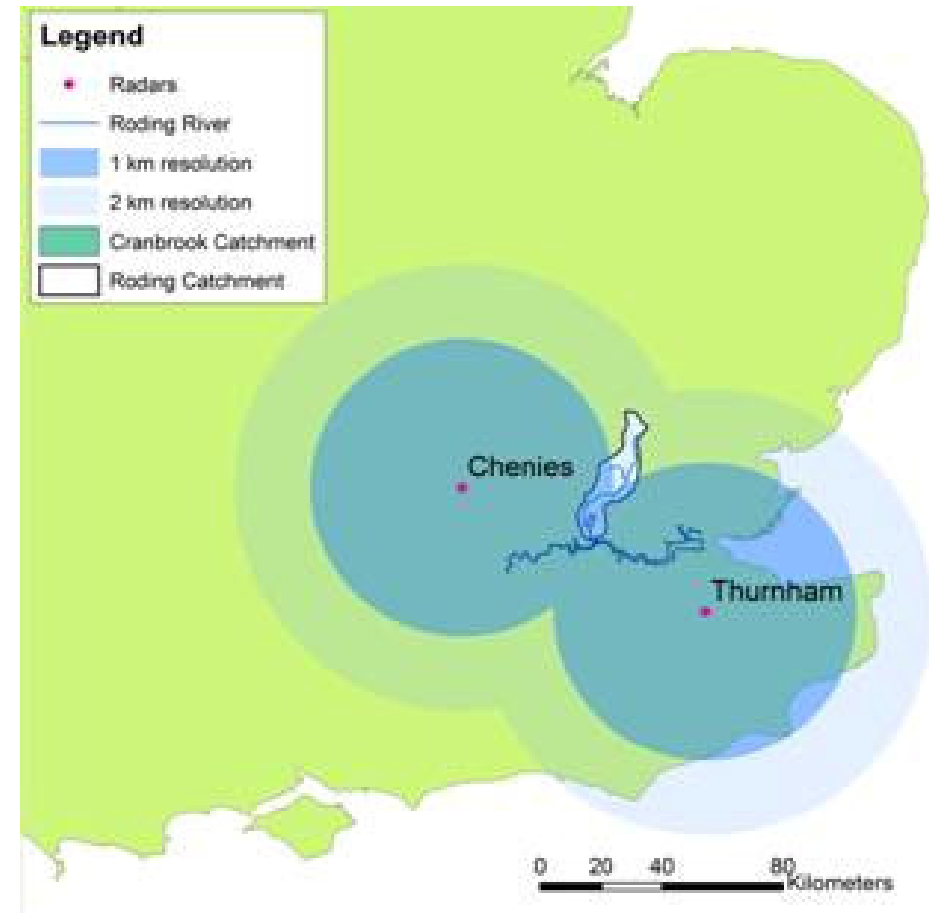 Legend
Radars
Roding River
1 km resolution
2 km resolution
Cranbrook Catchment
Roding Catchment
Chenies
Thurnham
0 20 40 80
Kilometers